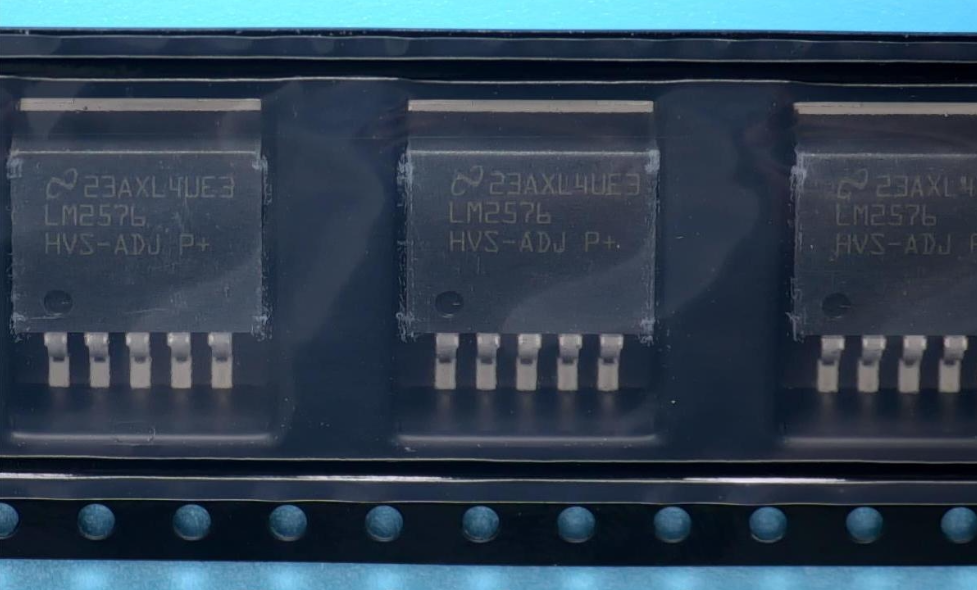 23AXL4UE3
LM2576
HVS-ADJ P+
23AXL4UE3
LM2576
HVS-ADJ P+
23AXL4
LM2576
HVS-ADJ